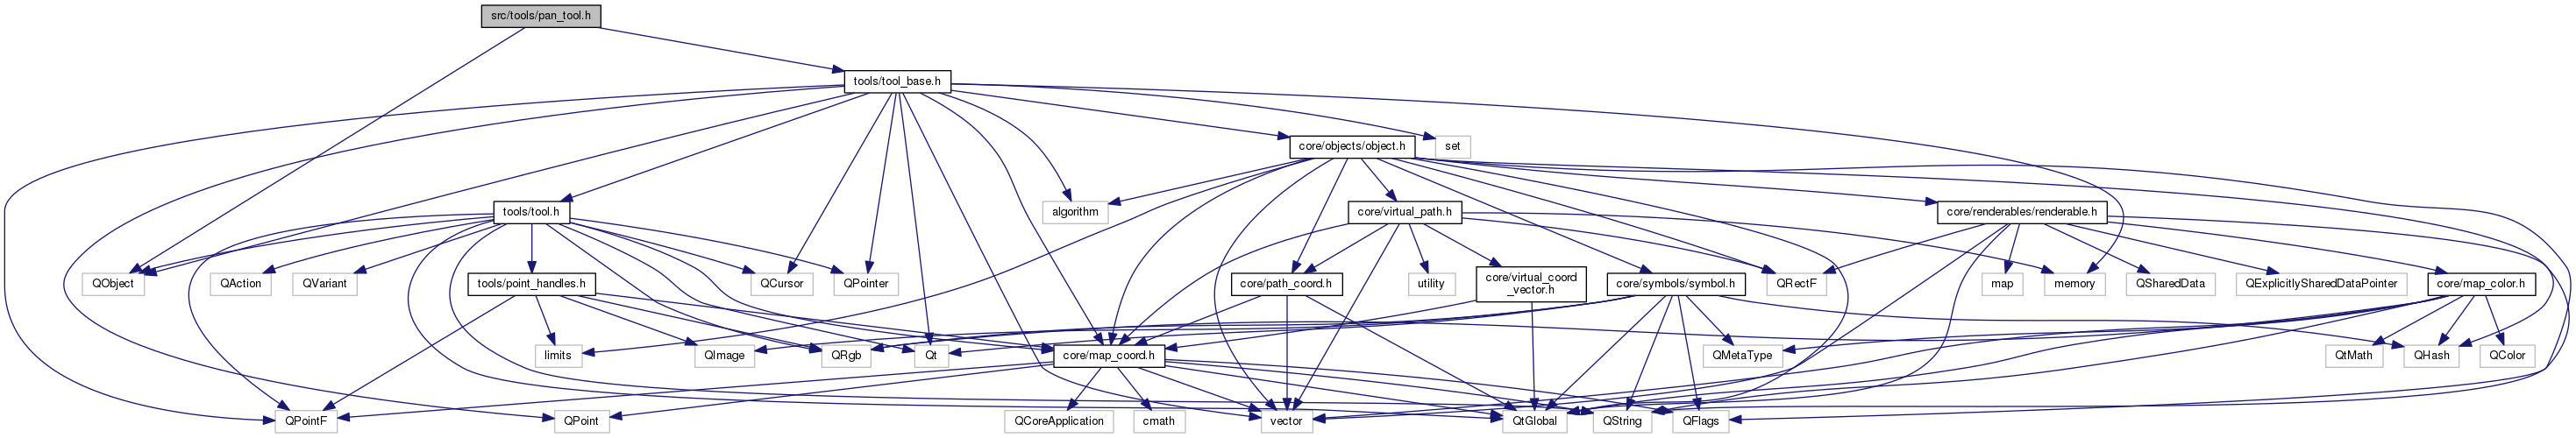 src/tools/pan_tool.h
tools/tool_base.h
core/objects/object.h
set
tools/tool.h
algorithm
core/virtual_path.h
core/renderables/renderable.h
QObject
QAction
QVariant
tools/point_handles.h
QCursor
QPointer
core/path_coord.h
utility
core/virtual_coord
_vector.h
core/symbols/symbol.h
QRectF
map
memory
QSharedData
QExplicitlySharedDataPointer
core/map_color.h
limits
QImage
QRgb
Qt
core/map_coord.h
QMetaType
QtMath
QHash
QColor
QPointF
QPoint
QCoreApplication
cmath
vector
QtGlobal
QString
QFlags